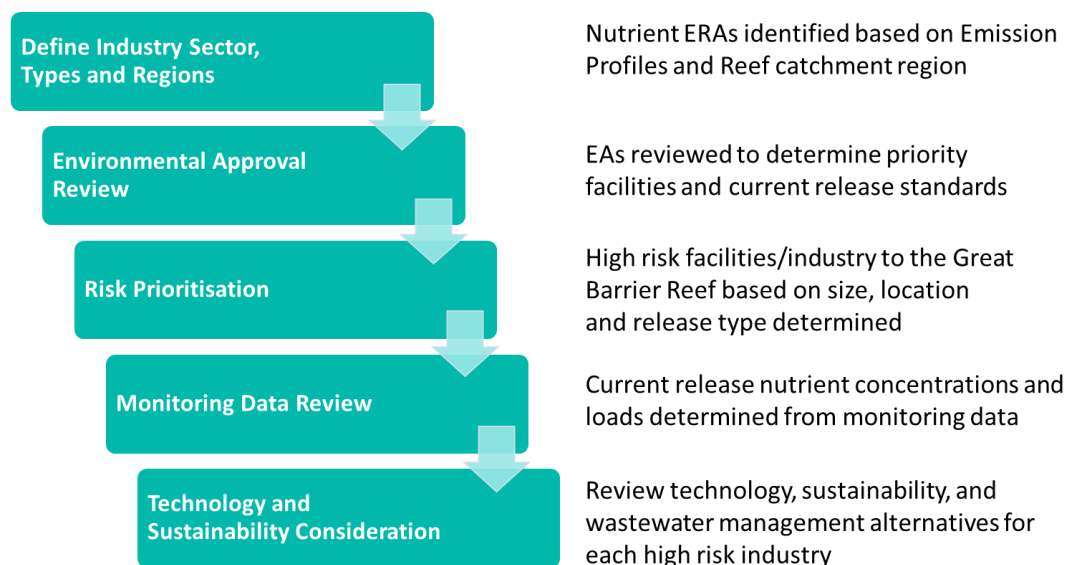 Define Industry Sector,
Types and Regions
Nutrient ERAs identified based on Emission
Profiles and Reef catchment region
Environmental Approval
Review
EAs reviewed to determine priority
facilities and current release standards
Risk Prioritisation
High risk facilities/industry to the Great
Barrier Reef based on size, location
and release type determined
Monitoring Data Review
Current release nutrient concentrations and
loads determined from monitoring data
Technology and
Sustainability Consideration
Review technology, sustainability, and
wastewater management alternatives for
each high risk industry